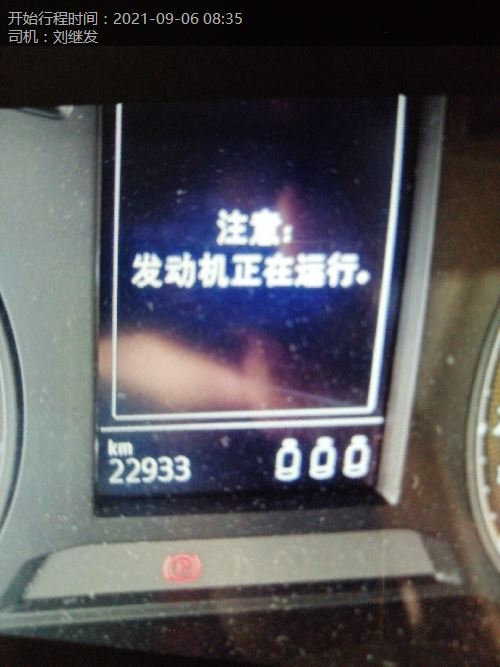 开始行程时间：2021-09-06 08:35
司机：刘继发
注意：
发动机正在运行。
km
22933